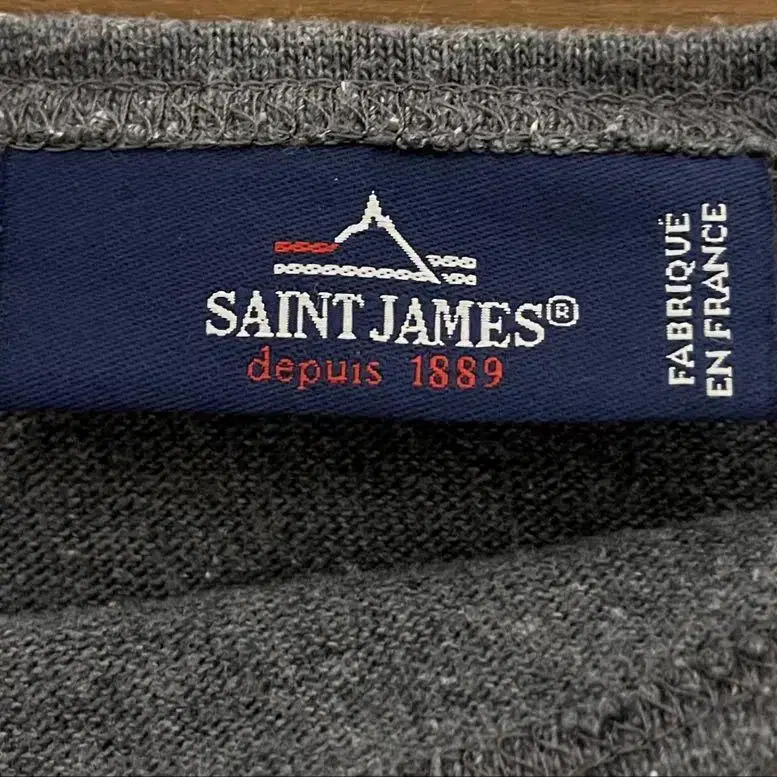 SAINT JAMES®
depuis 1889
FABRIQUÉ
EN FRANCE